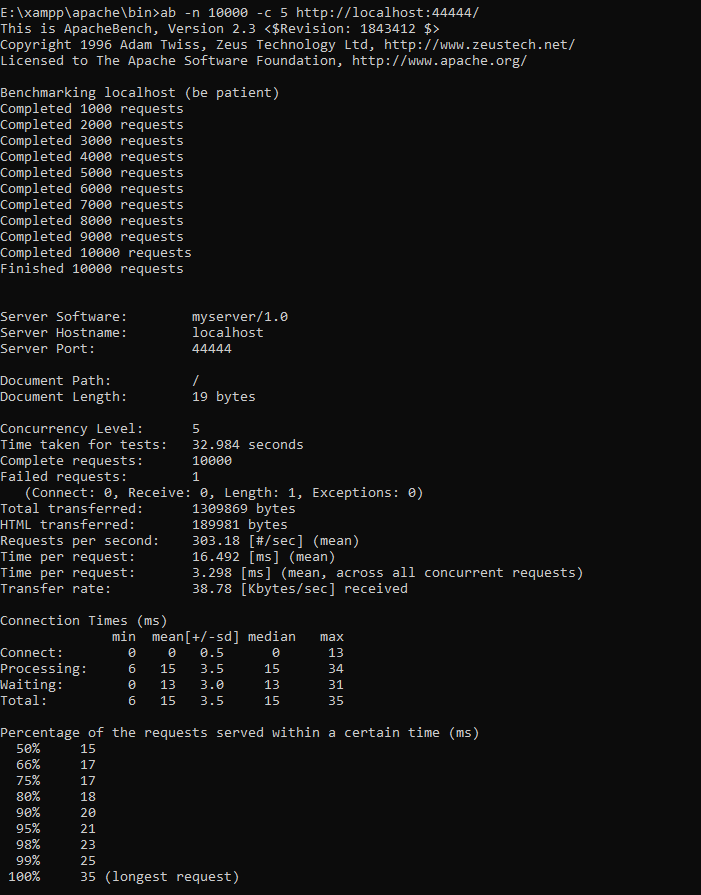 E:\xampp\apache\bin>ab -n 10000 -c 5 http://localhost:44444/
This is ApacheBench, Version 2.3 <$Revision: 1843412 $>
Copyright 1996 Adam Twiss, Zeus Technology Ltd, http://www.zeustech.net/
Licensed to The Apache Software Foundation, http://www.apache.org/

Benchmarking localhost (be patient)
Completed 1000 requests
Completed 2000 requests
Completed 3000 requests
Completed 4000 requests
Completed 5000 requests
Completed 6000 requests
Completed 7000 requests
Completed 8000 requests
Completed 9000 requests
Completed 10000 requests
Finished 10000 requests


Server Software:        myserver/1.0
Server Hostname:        localhost
Server Port:            44444

Document Path:          /
Document Length:        19 bytes

Concurrency Level:      5
Time taken for tests:   32.984 seconds
Complete requests:      10000
Failed requests:        1
   (Connect: 0, Receive: 0, Length: 1, Exceptions: 0)
Total transferred:      1309869 bytes
HTML transferred:       189981 bytes
Requests per second:    303.18 [#/sec] (mean)
Time per request:       16.492 [ms] (mean)
Time per request:       3.298 [ms] (mean, across all concurrent requests)
Transfer rate:          38.78 [Kbytes/sec] received

Connection Times (ms)
              min  mean[+/-sd] median   max
Connect:        0    0   0.5      0      13
Processing:     6   15   3.5     15      34
Waiting:        0   13   3.0     13      31
Total:          6   15   3.5     15      35

Percentage of the requests served within a certain time (ms)
  50%     15
  66%     17
  75%     17
  80%     18
  90%     20
  95%     21
  98%     23
  99%     25
 100%     35 (longest request)